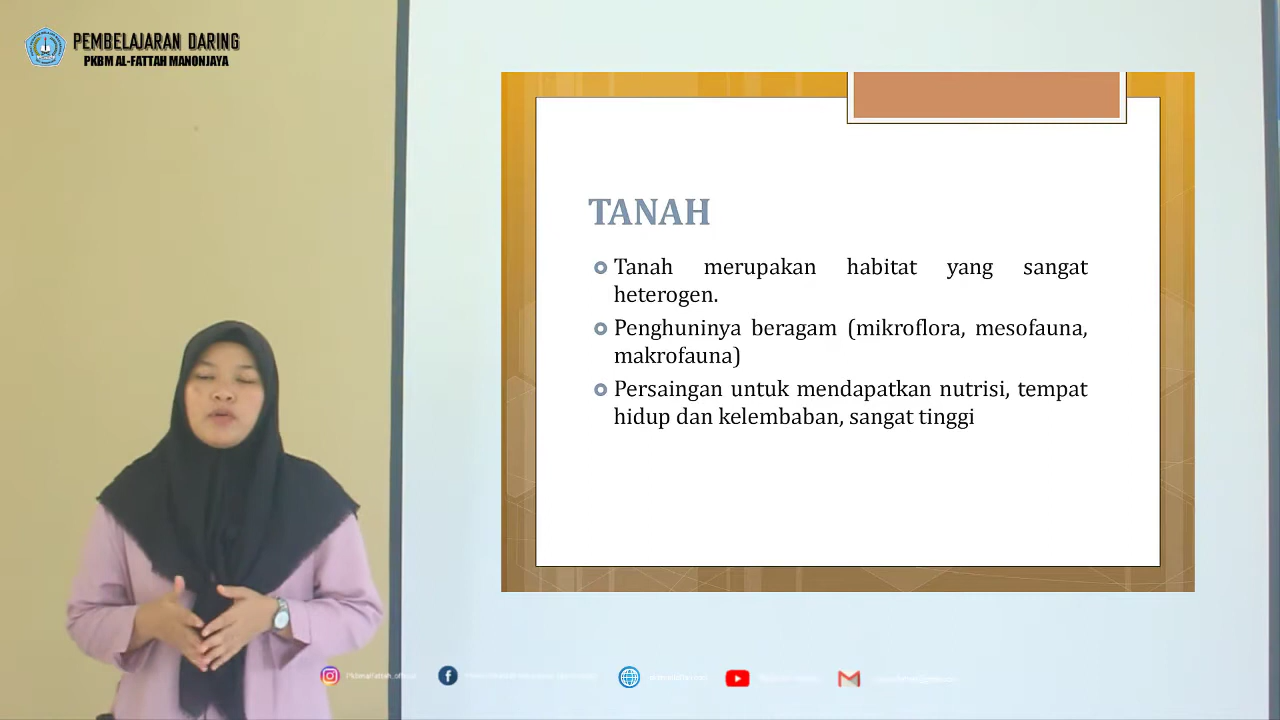 PEMBELAJARAN DARING
PKBM AL-FATTAH MANONJAYA
TANAH
Tanah merupakan habitat yang sangat
heterogen.
Penghuninya beragam (mikroflora, mesofauna,
makrofauna)
Persaingan untuk mendapatkan nutrisi, tempat
hidup dan kelembaban, sangat tinggi